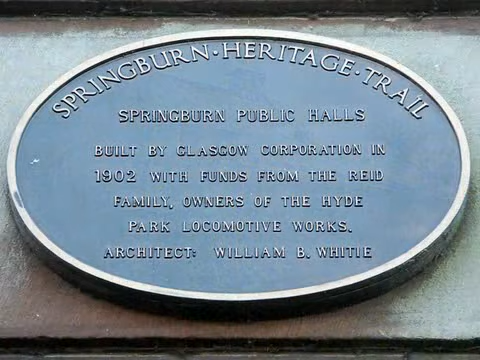 SPRINGBURN·HERITAGE·TRAIL
SPRINGBURN PUBLIC HALLS
BUILT BY GLASGOW CORPORATION IN
1902 WITH FUNDS FROM THE REID
FAMILY, OWNERS OF THE HYDE
PARK LOCOMOTIVE WORKS.
ARCHITECT: WILLIAM B. WHITIE